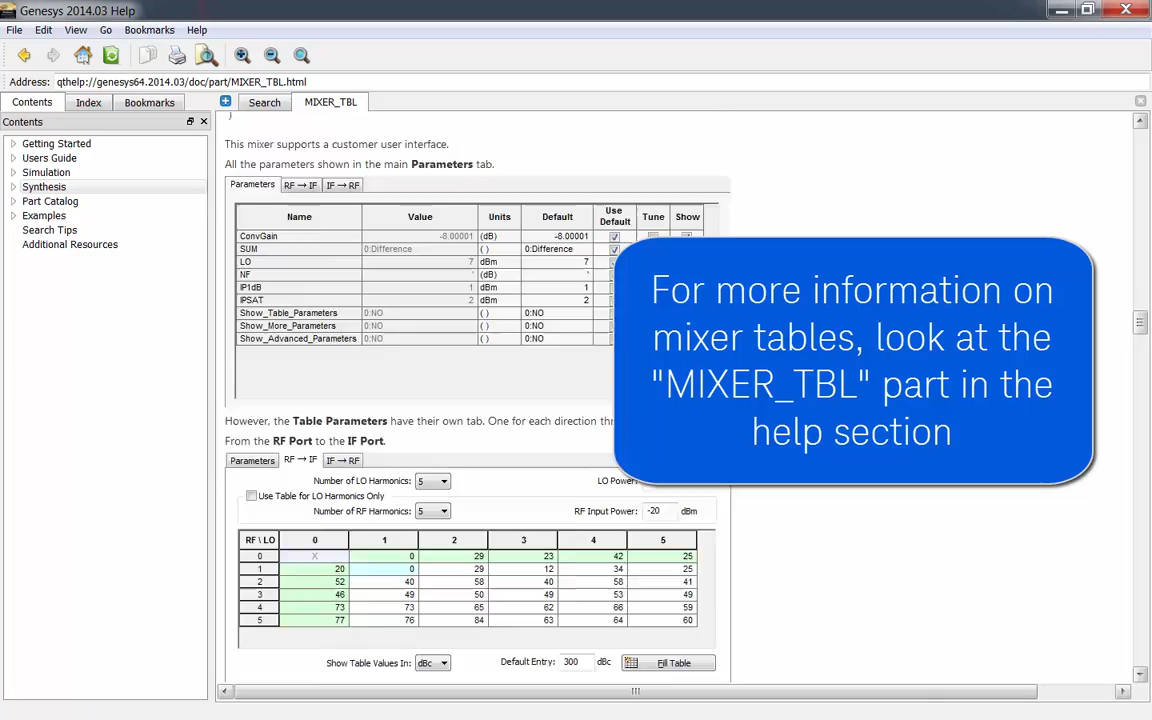 Genesys 2014.03 Help
File Edit View Go Bookmarks Help
Address: qthelp://genesys64.2014.03/doc/part/MIXER_TBL.html
Contents Index Bookmarks Search MIXER_TBL
Contents
Getting Started
Users Guide
Simulation
Synthesis
Part Catalog
Examples
Search Tips
Additional Resources
)
This mixer supports a customer user interface.
All the parameters shown in the main Parameters tab.
Parameters RF → IF IF → RF
Name Value Units Default Use Default Tune Show
ConvGain -8.00001 (dB) -8.00001
SUM 0:Difference ( ) 0:Difference
LO 7 dBm 7
NF ' (dB) '
IP1dB 1 dBm 1
IPSAT 2 dBm 2
Show_Table_Parameters 0:NO ( ) 0:NO
Show_More_Parameters 0:NO ( ) 0:NO
Show_Advanced_Parameters 0:NO ( ) 0:NO
For more information on
mixer tables, look at the
"MIXER_TBL" part in the
help section
However, the Table Parameters have their own tab. One for each direction
From the RF Port to the IF Port.
Parameters RF → IF IF → RF
Number of LO Harmonics: 5 LO Power:
Use Table for LO Harmonics Only
Number of RF Harmonics: 5 RF Input Power: -20 dBm
RF \ LO 0 1 2 3 4 5
0 X 0 29 23 42 25
1 20 0 29 12 34 25
2 52 40 58 40 58 41
3 46 49 50 49 53 49
4 73 73 65 62 66 59
5 77 76 84 63 64 60
Show Table Values In: dBc Default Entry: 300 dBc Fill Table